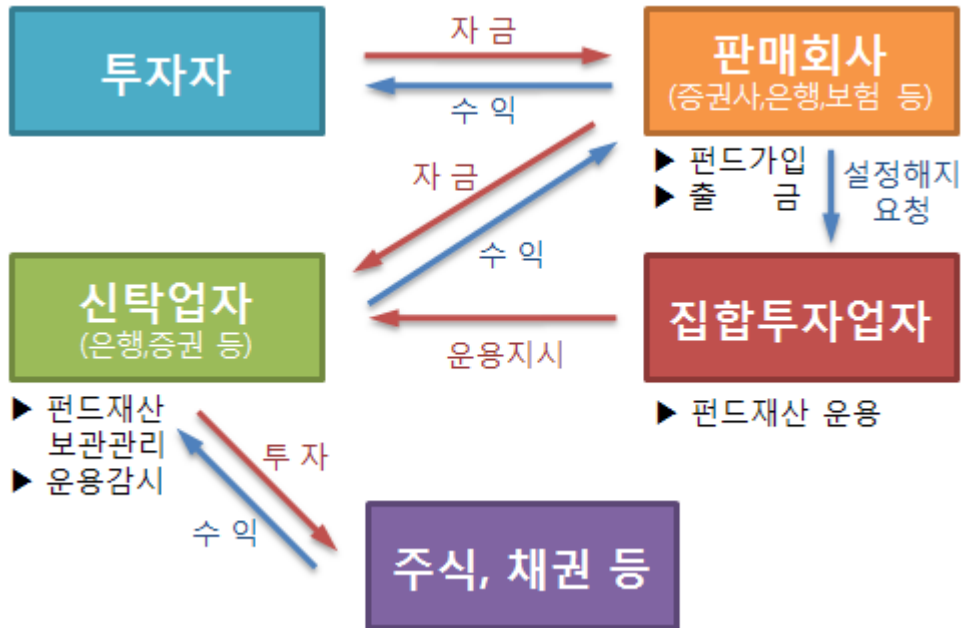 투자자
자 금
수 익
판매회사
(증권사,은행,보험 등)
▶ 펀드가입
▶ 출 금
설정해지
요청
자 금
수 익
신탁업자
(은행,증권 등)
운용지시
집합투자업자
▶ 펀드재산
보관관리
▶ 운용감시
▶ 펀드재산 운용
투 자
수 익
주식, 채권 등